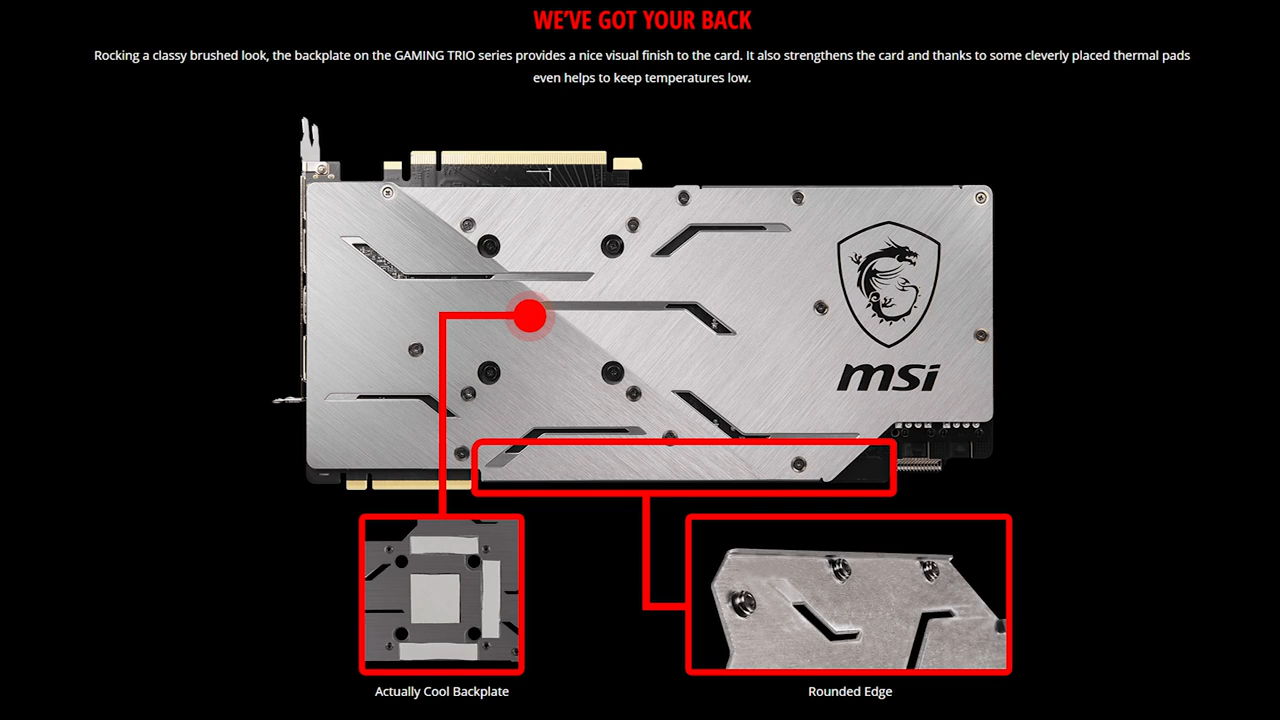 WE'VE GOT YOUR BACK
Rocking a classy brushed look, the backplate on the GAMING TRIO series provides a nice visual finish to the card. It also strengthens the card and thanks to some cleverly placed thermal pads
even helps to keep temperatures low.
msi
Actually Cool Backplate
Rounded Edge